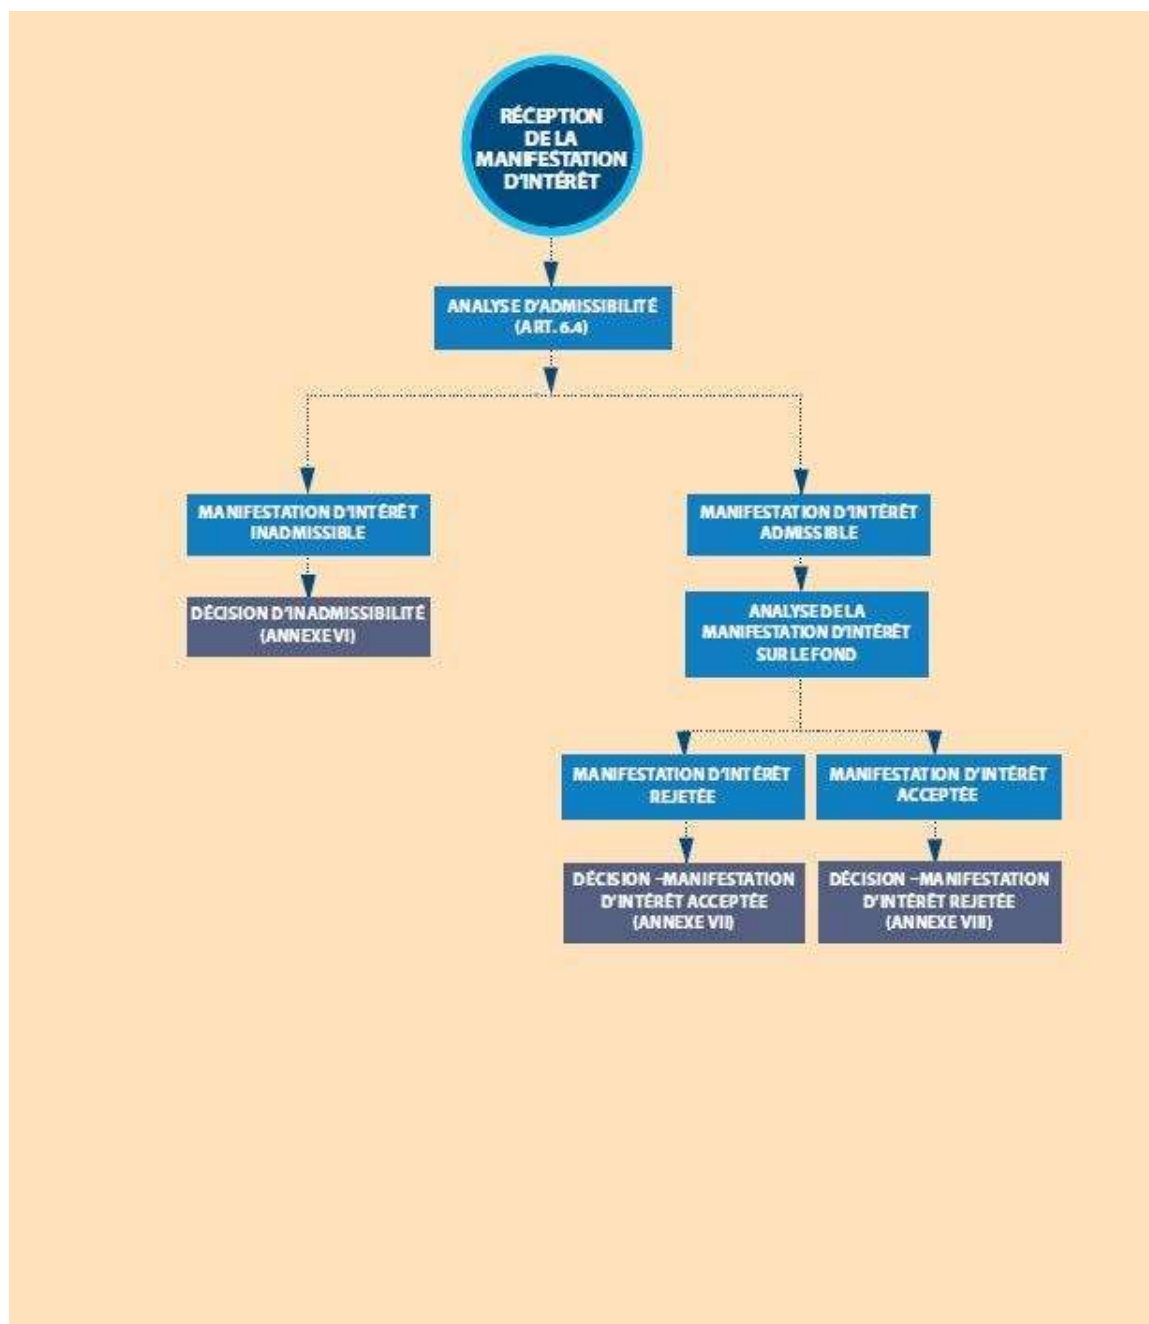 RÉCEPTION
DE LA
MANIFESTATION
D'INTÉRÊT
ANALYSE D'ADMISSIBILITÉ
(ART. 6.4)
MANIFESTATION D'INTÉRÊT
INADMISSIBLE
MANIFESTATION D'INTÉRÊT
ADMISSIBLE
DÉCISION D'INADMISSIBILITÉ
(ANNEXE VI)
ANALYSE DE LA
MANIFESTATION D'INTÉRÊT
SUR LE FOND
MANIFESTATION D'INTÉRÊT
REJETÉE
MANIFESTATION D'INTÉRÊT
ACCEPTÉE
DÉCISION –MANIFESTATION
D'INTÉRÊT ACCEPTÉE
(ANNEXE VII)
DÉCISION –MANIFESTATION
D'INTÉRÊT REJETÉE
(ANNEXE VIII)